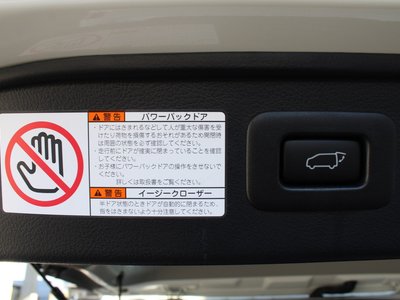 警告 パワーバックドア
・ドアにはさまれるなどして人が重大な傷害を受
けたり荷物を損傷するおそれがあるため開閉時
は周囲の状態を必ず確認してください。
・走行前にドアが確実に閉まっていることを確認
してください。
・お子様にパワーバックドアの操作をさせないで
ください。
詳しくは取扱書をご覧ください。
警告 イージークローザー
半ドア状態のときドアが自動的に閉まるため、
指をはさまないよう十分注意してください。